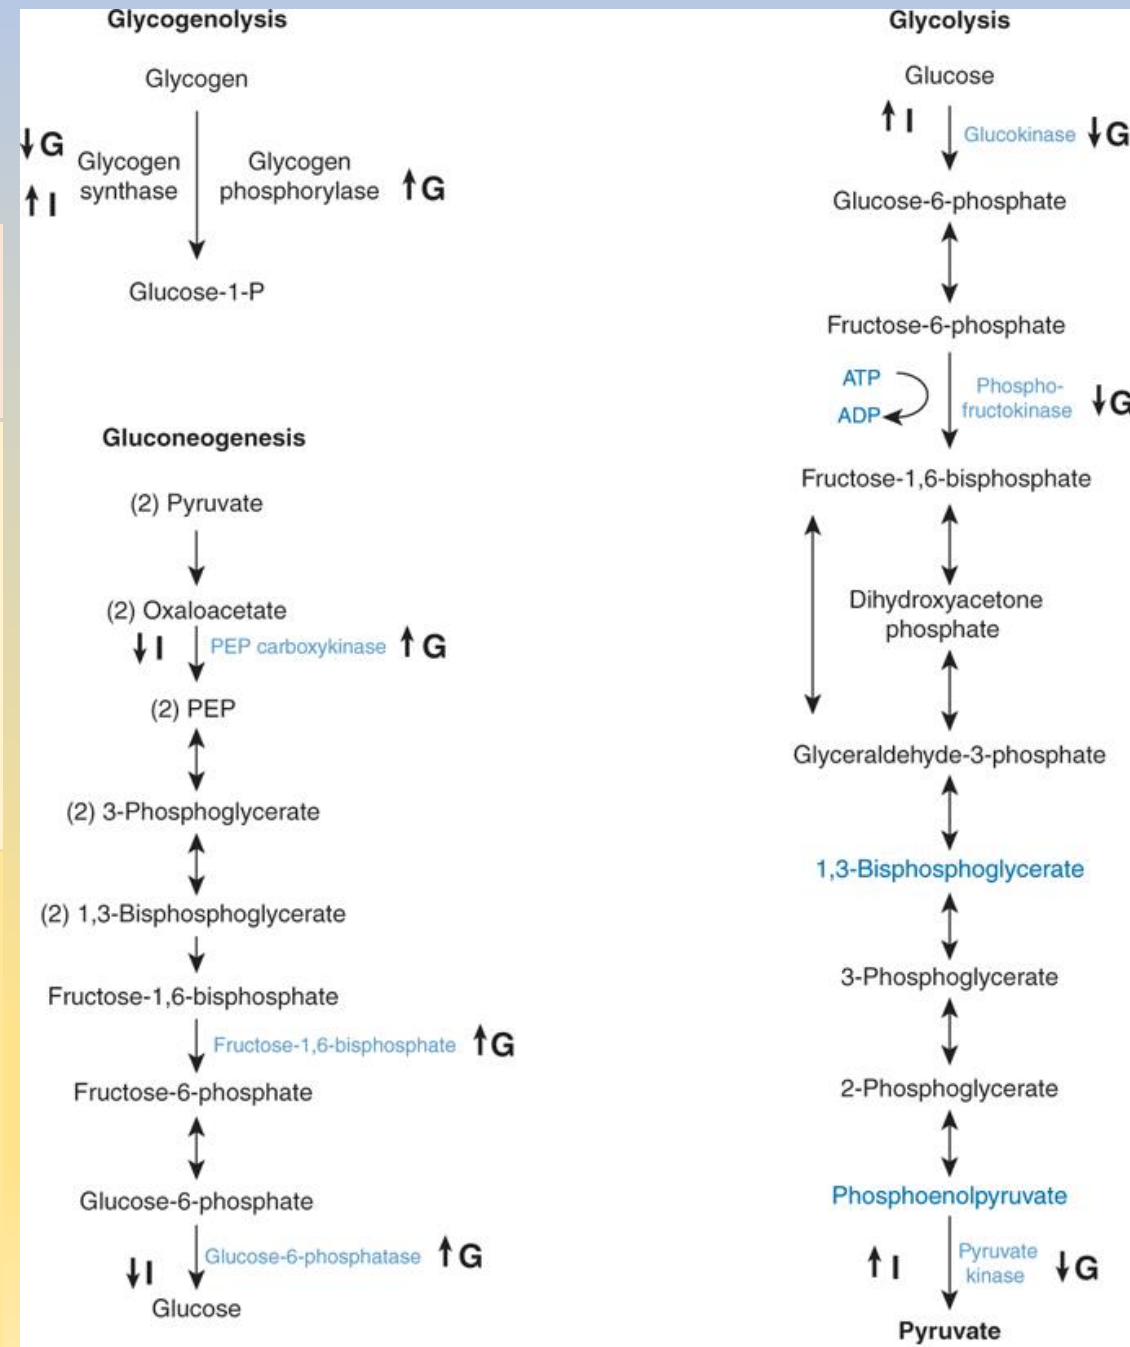 Glycogenolysis
Glycogen
↓G
↑I
Glycogen
synthase
Glycogen
phosphorylase
↑G
Glucose-1-P
Gluconeogenesis
(2) Pyruvate
(2) Oxaloacetate
↓I
PEP carboxykinase
↑G
(2) PEP
(2) 3-Phosphoglycerate
(2) 1,3-Bisphosphoglycerate
Fructose-1,6-bisphosphate
Fructose-1,6-bisphosphate
↑G
Fructose-6-phosphate
Glucose-6-phosphate
↓I
Glucose-6-phosphatase
↑G
Glucose
Glycolysis
Glucose
↑I
Glucokinase
↓G
Glucose-6-phosphate
Fructose-6-phosphate
ATP
ADP
Phospho-
fructokinase
↓G
Fructose-1,6-bisphosphate
Dihydroxyacetone
phosphate
Glyceraldehyde-3-phosphate
1,3-Bisphosphoglycerate
3-Phosphoglycerate
2-Phosphoglycerate
Phosphoenolpyruvate
↑I
Pyruvate
kinase
↓G
Pyruvate